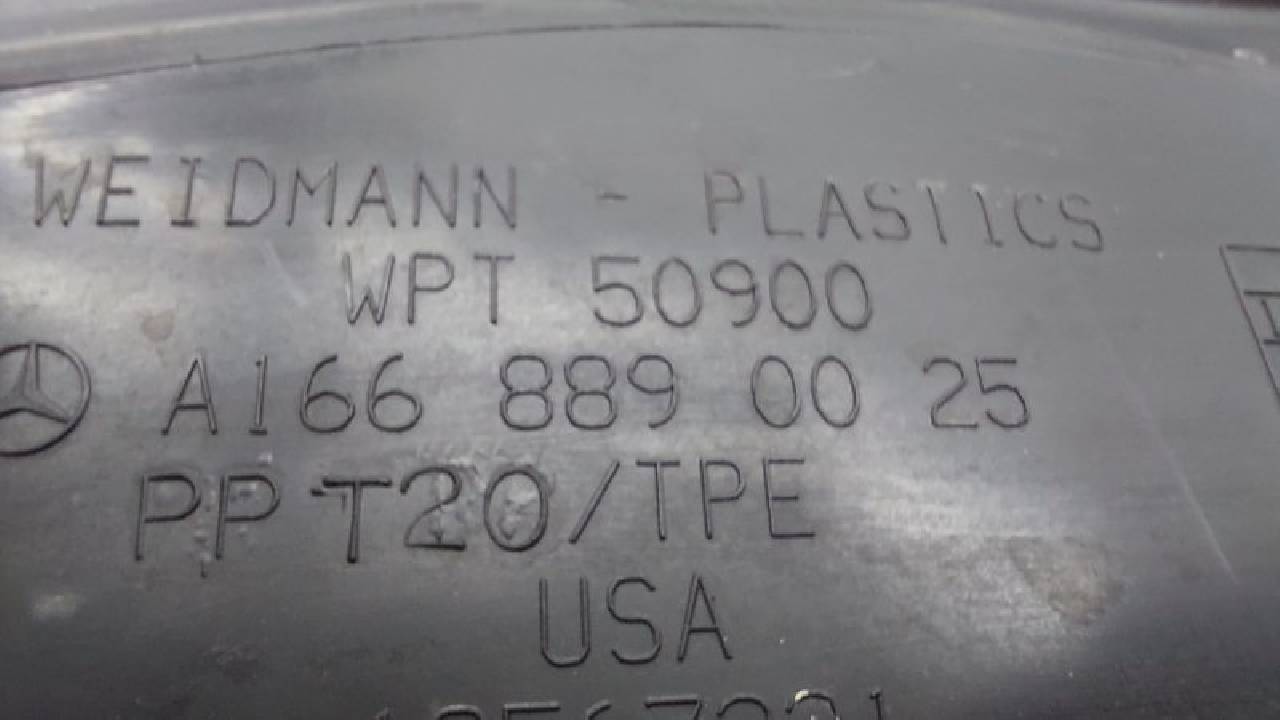 WEIDMANN - PLASTICS
WPT 50900
A166 889 00 25
PP T20/TPE
USA